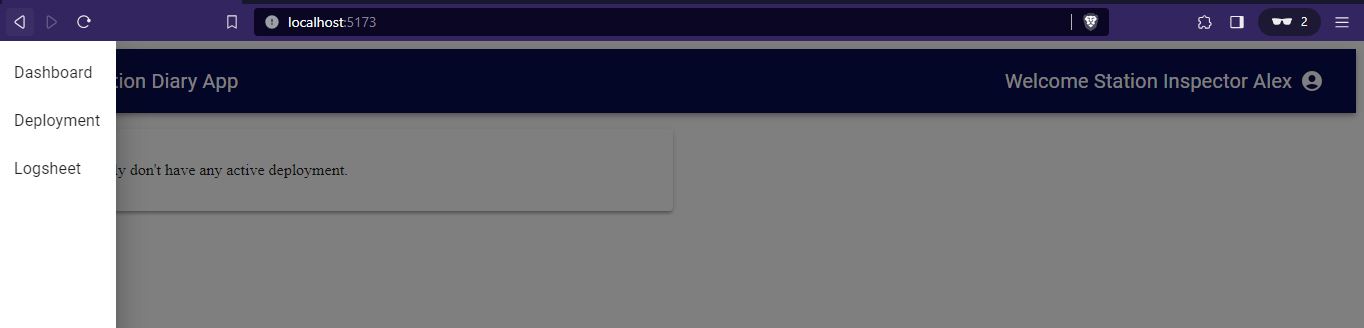 localhost:5173
2
Dashboard
tion Diary App
Welcome Station Inspector Alex
Deployment
Logsheet
ly don't have any active deployment.